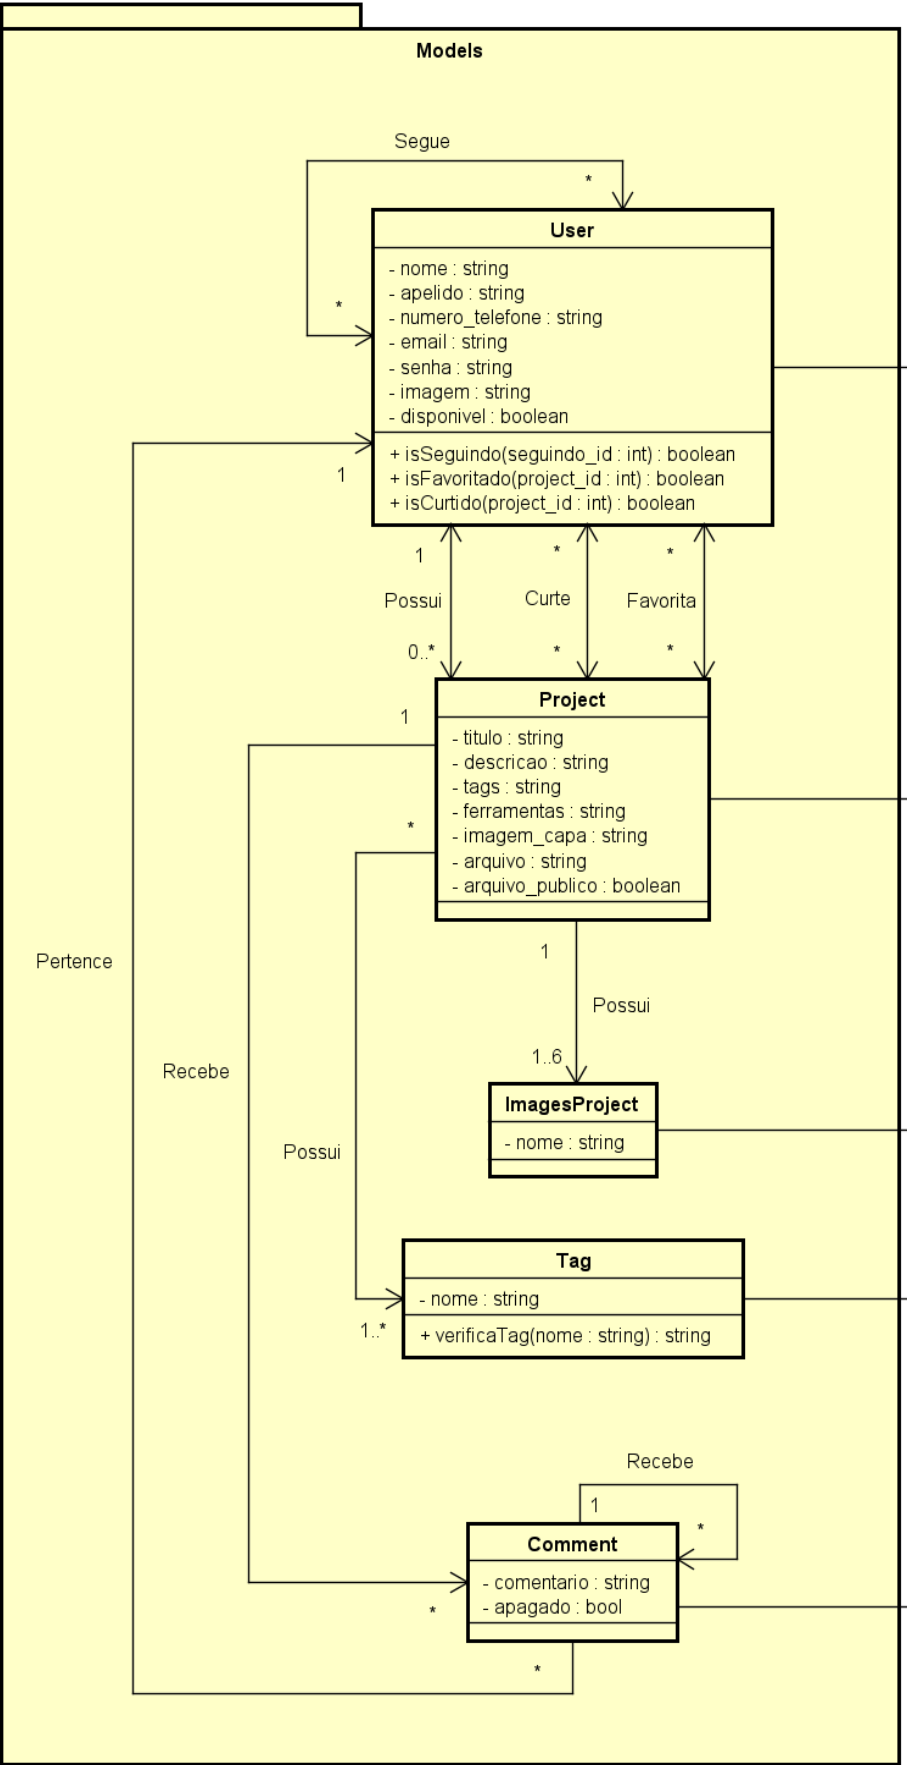 Models
Segue
*
*
User
- nome : string
- apelido : string
- numero_telefone : string
- email : string
- senha : string
- imagem : string
- disponivel : boolean
+ isSeguindo(seguindo_id : int) : boolean
+ isFavoritado(project_id : int) : boolean
+ isCurtido(project_id : int) : boolean
1
1
*
*
Possui
Curte
Favorita
0..*
*
*
Project
- titulo : string
- descricao : string
- tags : string
- ferramentas : string
- imagem_capa : string
- arquivo : string
- arquivo_publico : boolean
1
*
Pertence
1
Possui
1..6
Recebe
ImagesProject
- nome : string
Possui
Tag
- nome : string
+ verificaTag(nome : string) : string
1..*
Recebe
1
*
Comment
- comentario : string
- apagado : bool
*
*